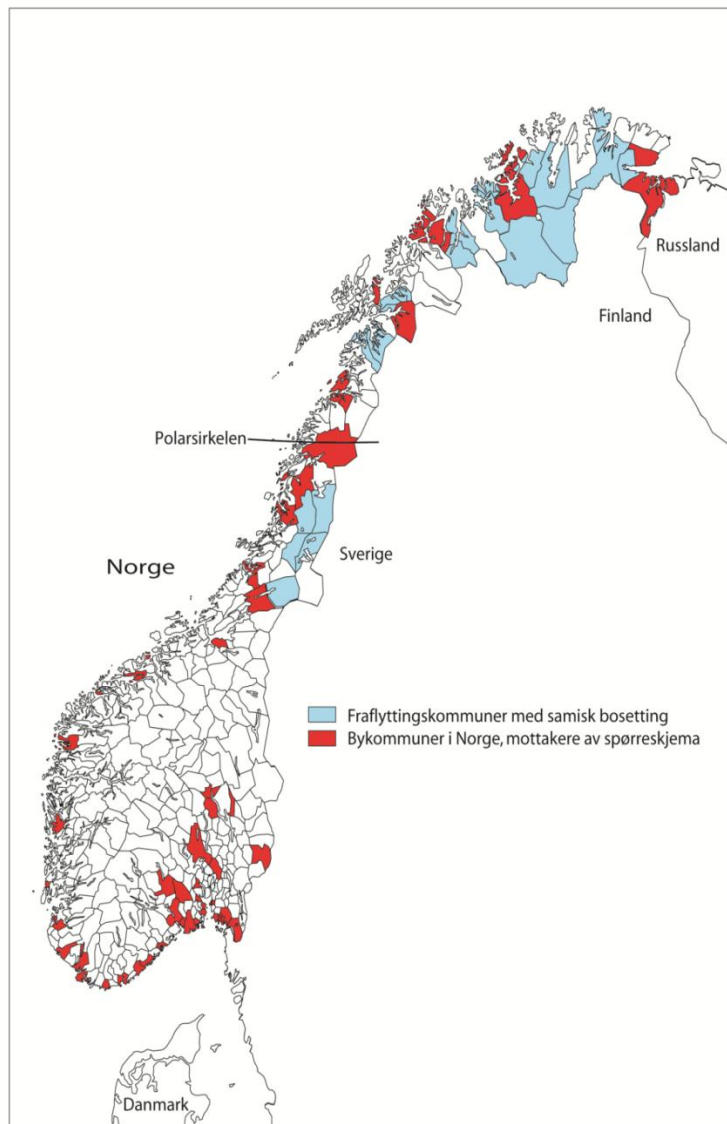 Russland
Finland
Polarsirkelen
Sverige
Norge
Fraflyttingskommuner med samisk bosetting
Bykommuner i Norge, mottakere av spørreskjema
Danmark